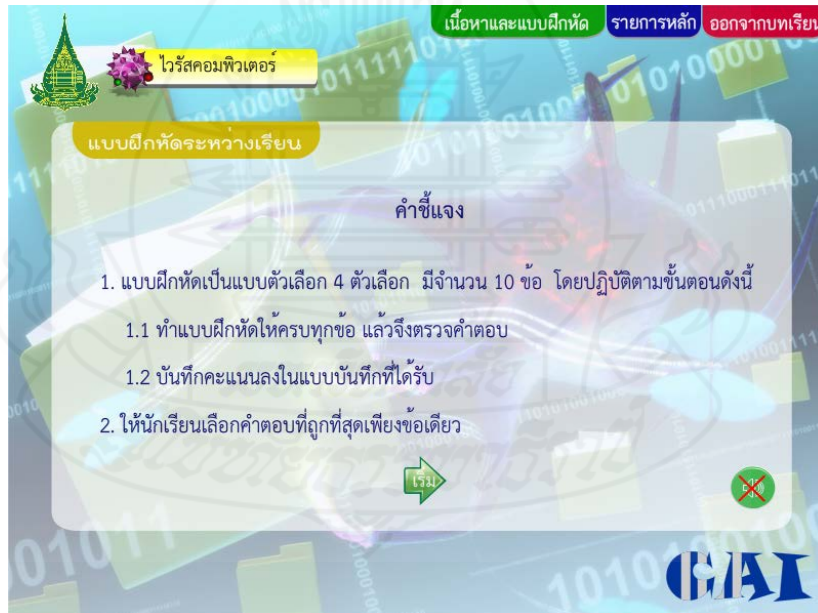 เนื้อหาและแบบฝึกหัด รายการหลัก ออกจากบทเรียน
ไวรัสคอมพิวเตอร์
แบบฝึกหัดระหว่างเรียน
คำชี้แจง
1. แบบฝึกหัดเป็นแบบตัวเลือก 4 ตัวเลือก มีจำนวน 10 ข้อ โดยปฏิบัติตามขั้นตอนดังนี้
1.1 ทำแบบฝึกหัดให้ครบทุกข้อ แล้วจึงตรวจคำตอบ
1.2 บันทึกคะแนนลงในแบบบันทึกที่ได้รับ
2. ให้นักเรียนเลือกคำตอบที่ถูกที่สุดเพียงข้อเดียว
เริ่ม
CAI